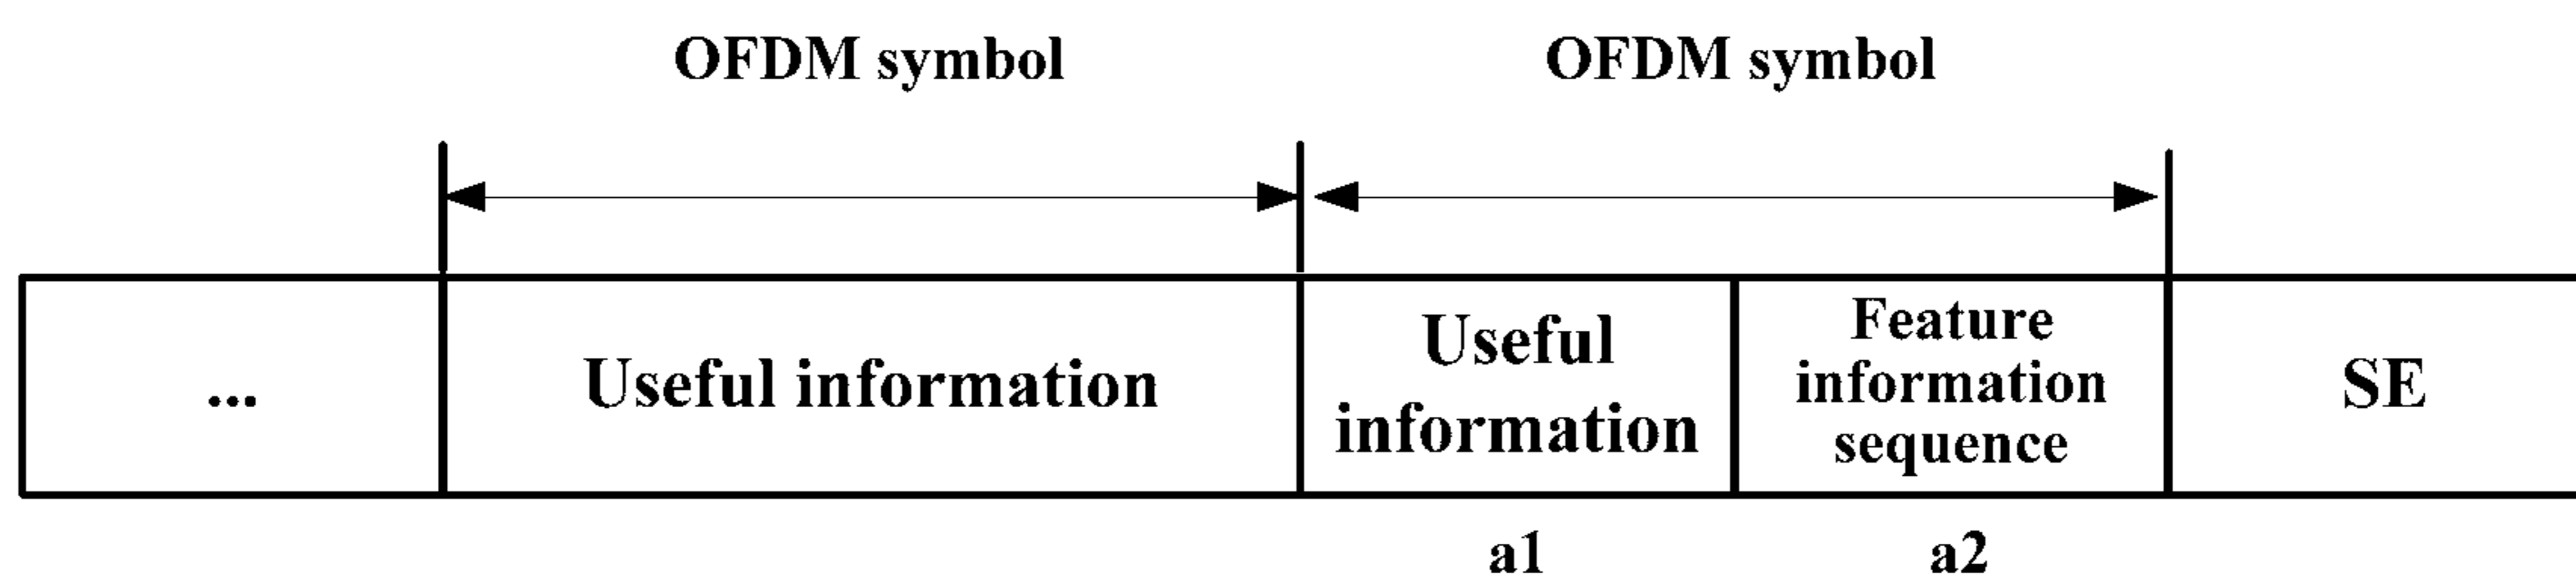 OFDM symbol
OFDM symbol
...
Useful information
Useful
information
Feature
information
sequence
SE
a1
a2